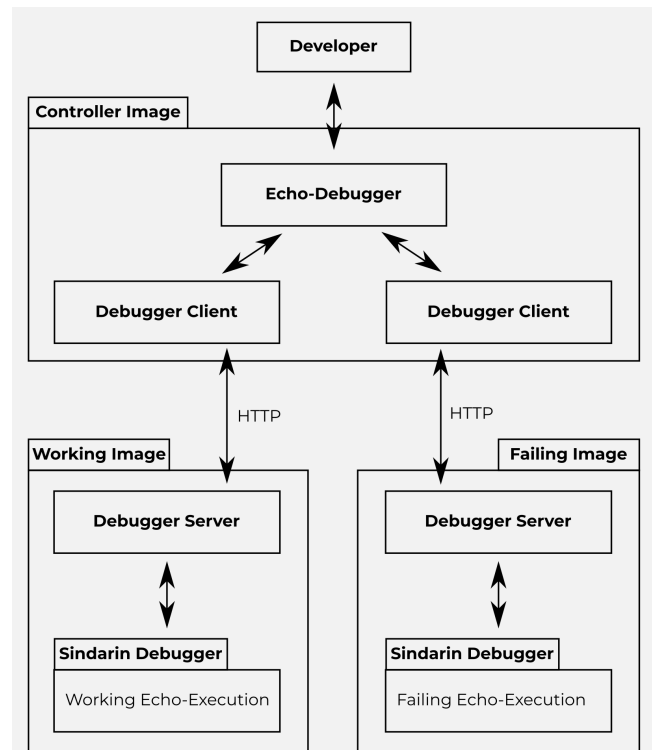 Developer
Controller Image
Echo-Debugger
Debugger Client
Debugger Client
HTTP
HTTP
Working Image
Failing Image
Debugger Server
Debugger Server
Sindarin Debugger
Sindarin Debugger
Working Echo-Execution
Failing Echo-Execution